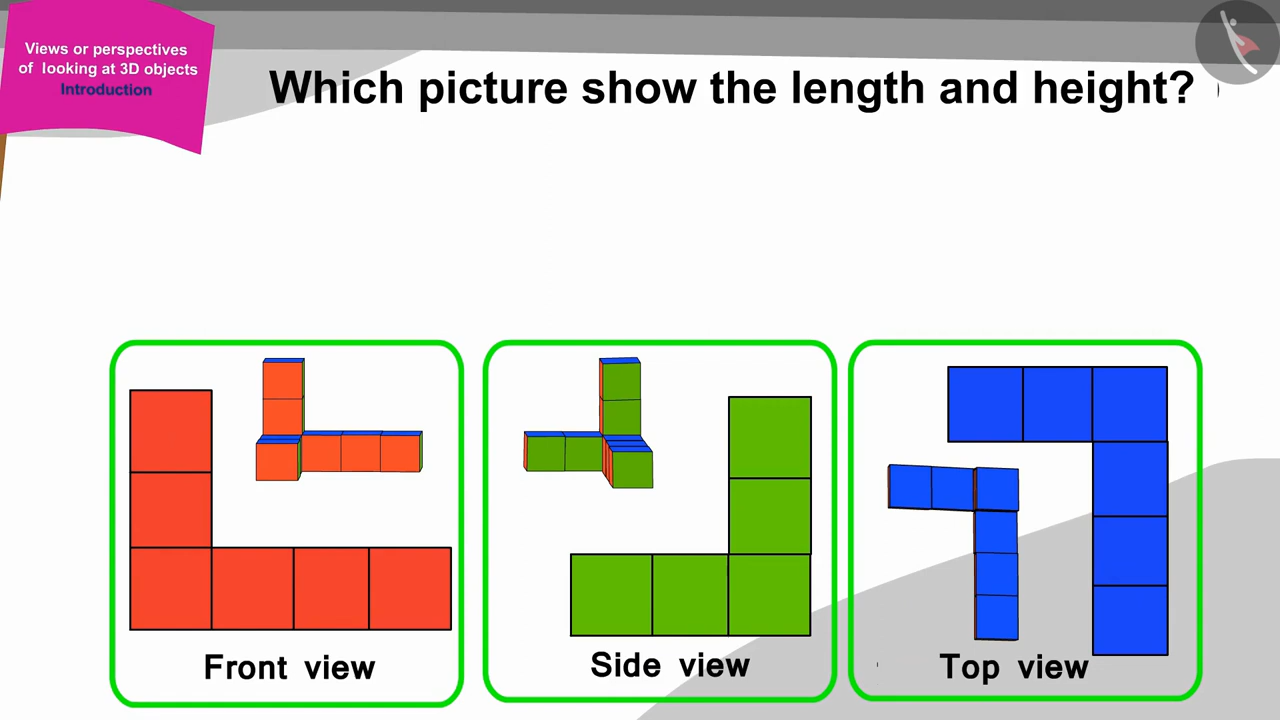 Views or perspectives
of looking at 3D objects
Introduction
Which picture show the length and height?
Front view
Side view
Top view